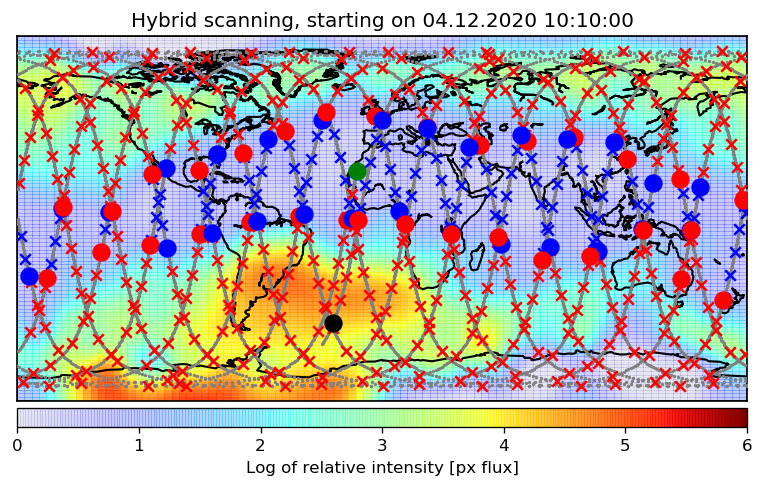 Hybrid scanning, starting on 04.12.2020 10:10:00
0 1 2 3 4 5 6
Log of relative intensity [px flux]